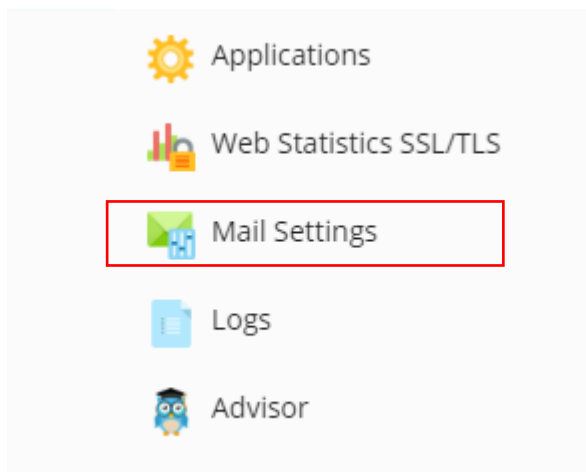 Applications
Web Statistics SSL/TLS
Mail Settings
Logs
Advisor